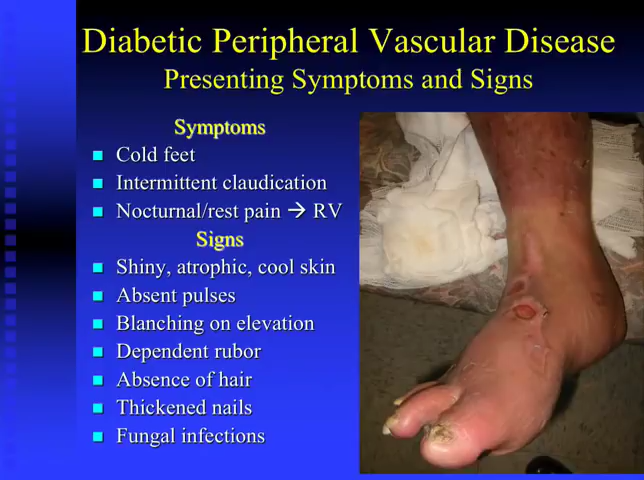 Diabetic Peripheral Vascular Disease
Presenting Symptoms and Signs
Symptoms
Cold feet
Intermittent claudication
Nocturnal/rest pain → RV
Signs
Shiny, atrophic, cool skin
Absent pulses
Blanching on elevation
Dependent rubor
Absence of hair
Thickened nails
Fungal infections